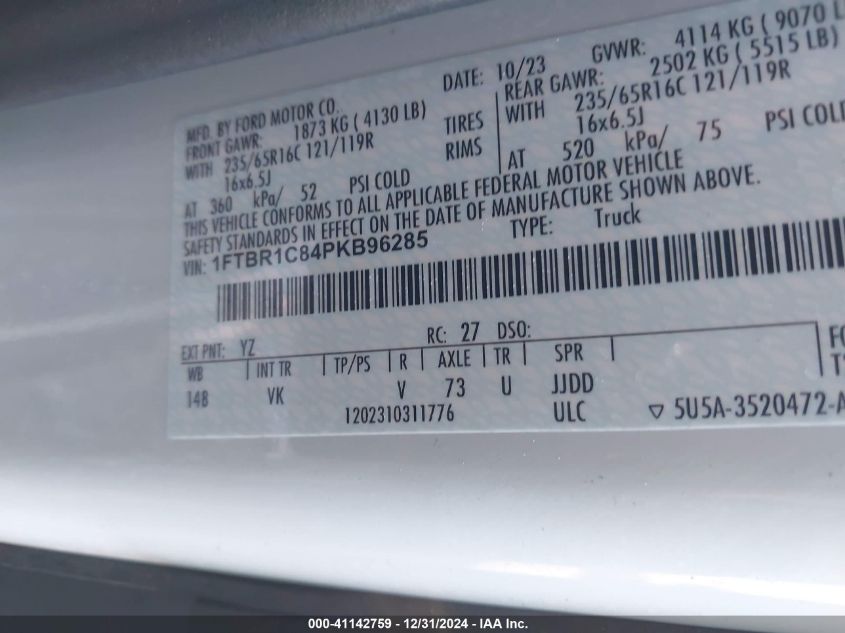 MFD. BY FORD MOTOR CO. DATE: 10/23 GVWR: 4114 KG ( 9070 L
FRONT GAWR: 1873 KG ( 4130 LB) REAR GAWR: 2502 KG ( 5515 LB)
WITH 235/65R16C 121/119R TIRES WITH 235/65R16C 121/119R
16x6.5J RIMS 16x6.5J
AT 360 kPa/ 52 PSI COLD AT 520 kPa/ 75 PSI COLD
THIS VEHICLE CONFORMS TO ALL APPLICABLE FEDERAL MOTOR VEHICLE
SAFETY STANDARDS IN EFFECT ON THE DATE OF MANUFACTURE SHOWN ABOVE.
VIN: 1FTBR1C84PKB96285 TYPE: Truck
EXT PNT: YZ RC: 27 DSO:
WB INT TR TP/PS R AXLE TR SPR
148 VK V 73 U JJDD
1202310311776 ULC ▽ 5U5A-3520472-A
000-41142759 - 12/31/2024 - IAA Inc.